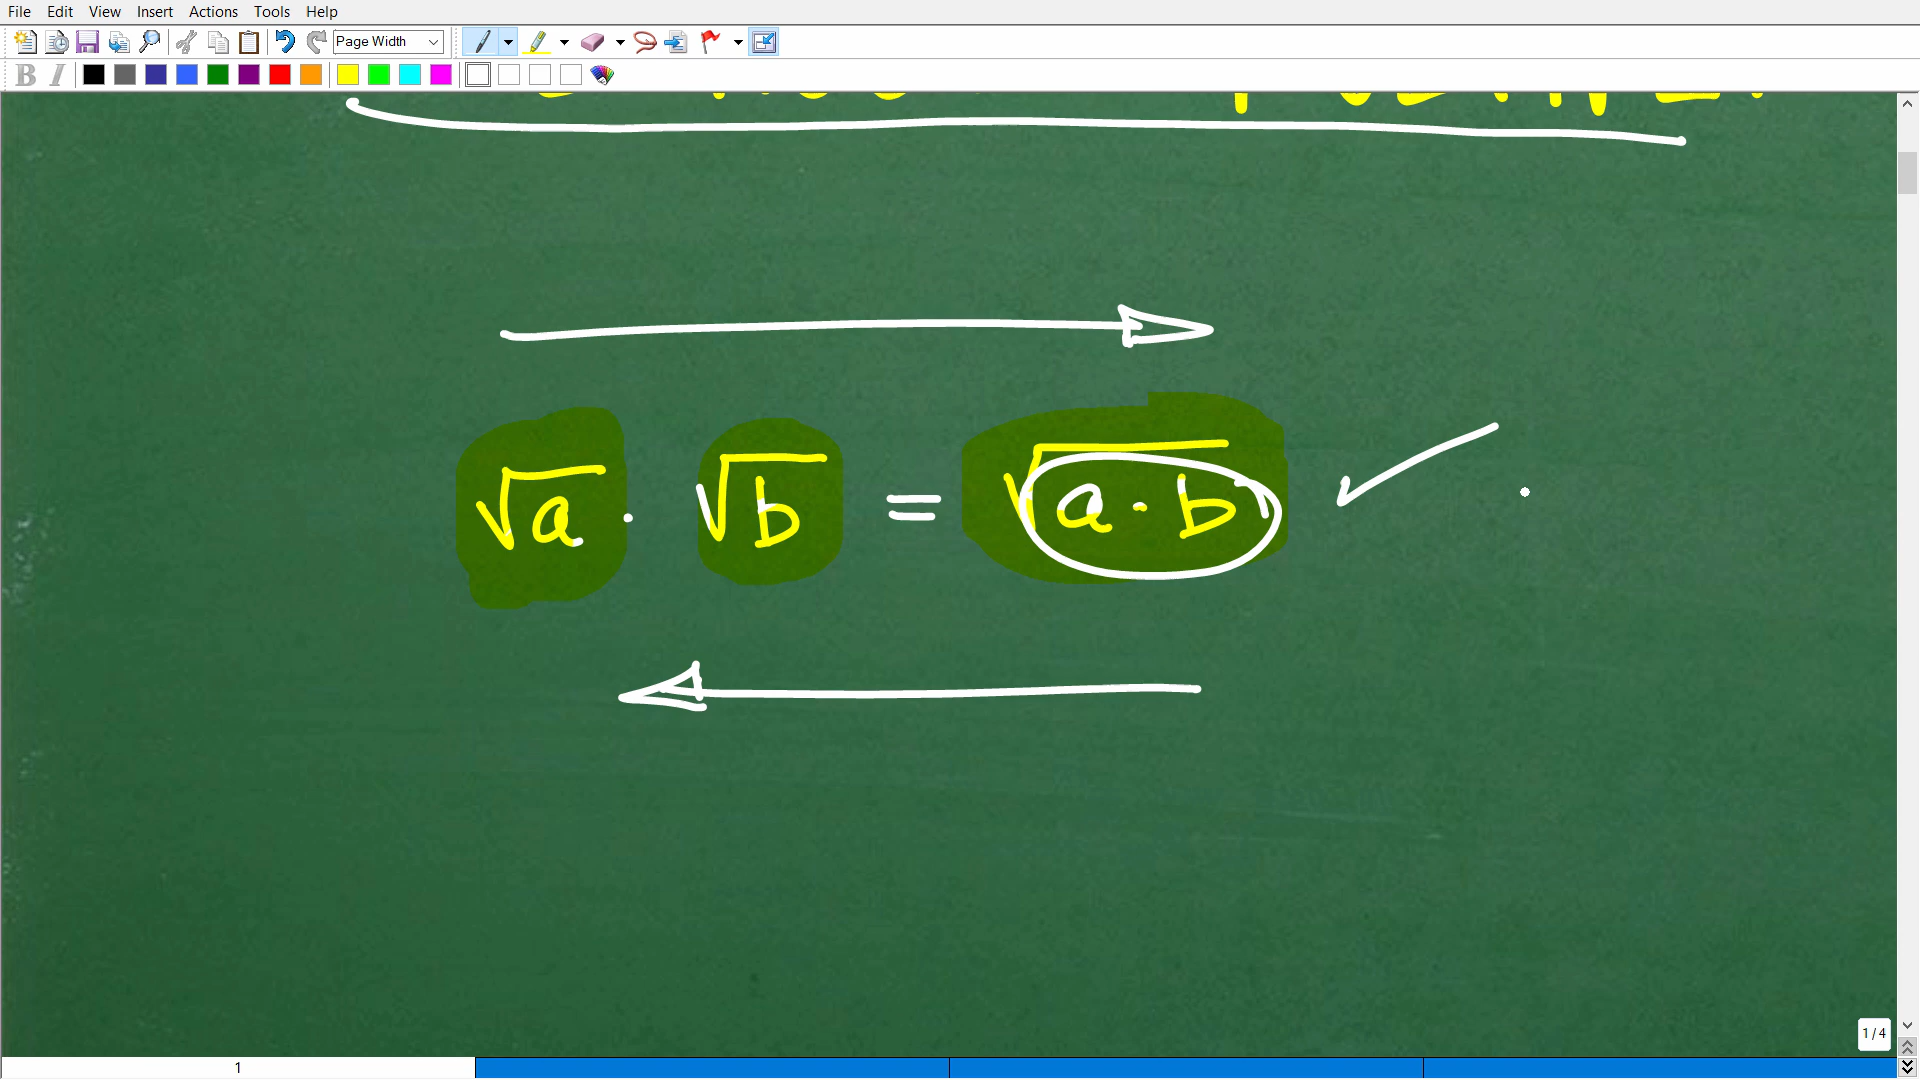 File Edit View Insert Actions Tools Help
Page Width
B I
√a · √b = √a · b
1 / 4
1